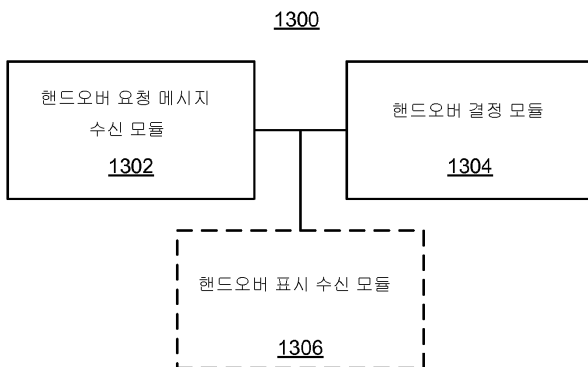 1300
핸드오버 요청 메시지
수신 모듈
1302
핸드오버 결정 모듈
1304
핸드오버 표시 수신 모듈
1306